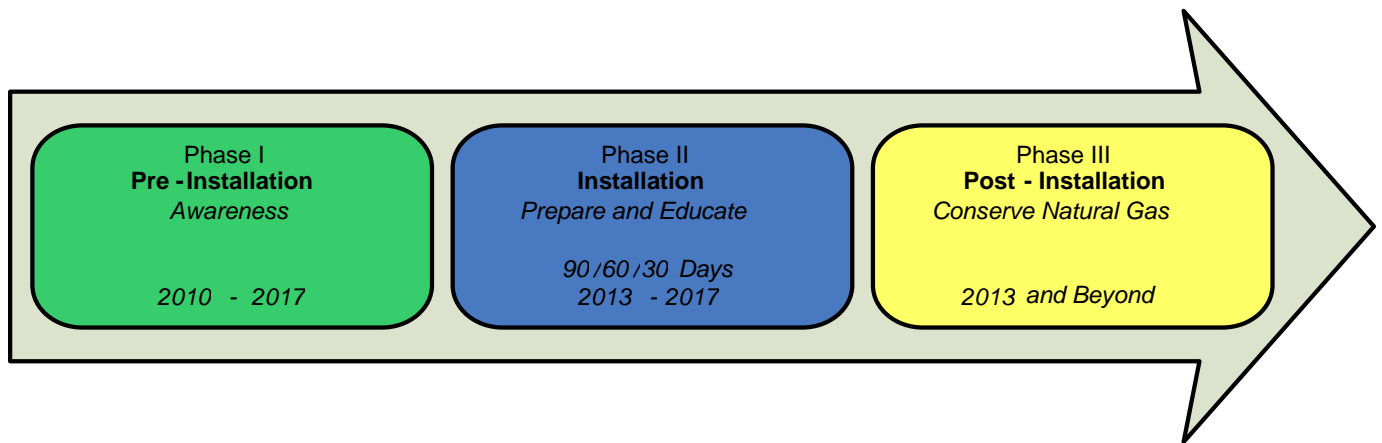 Phase I
Pre - Installation
Awareness
2010 - 2017
Phase II
Installation
Prepare and Educate
90/60/30 Days
2013 - 2017
Phase III
Post - Installation
Conserve Natural Gas
2013 and Beyond